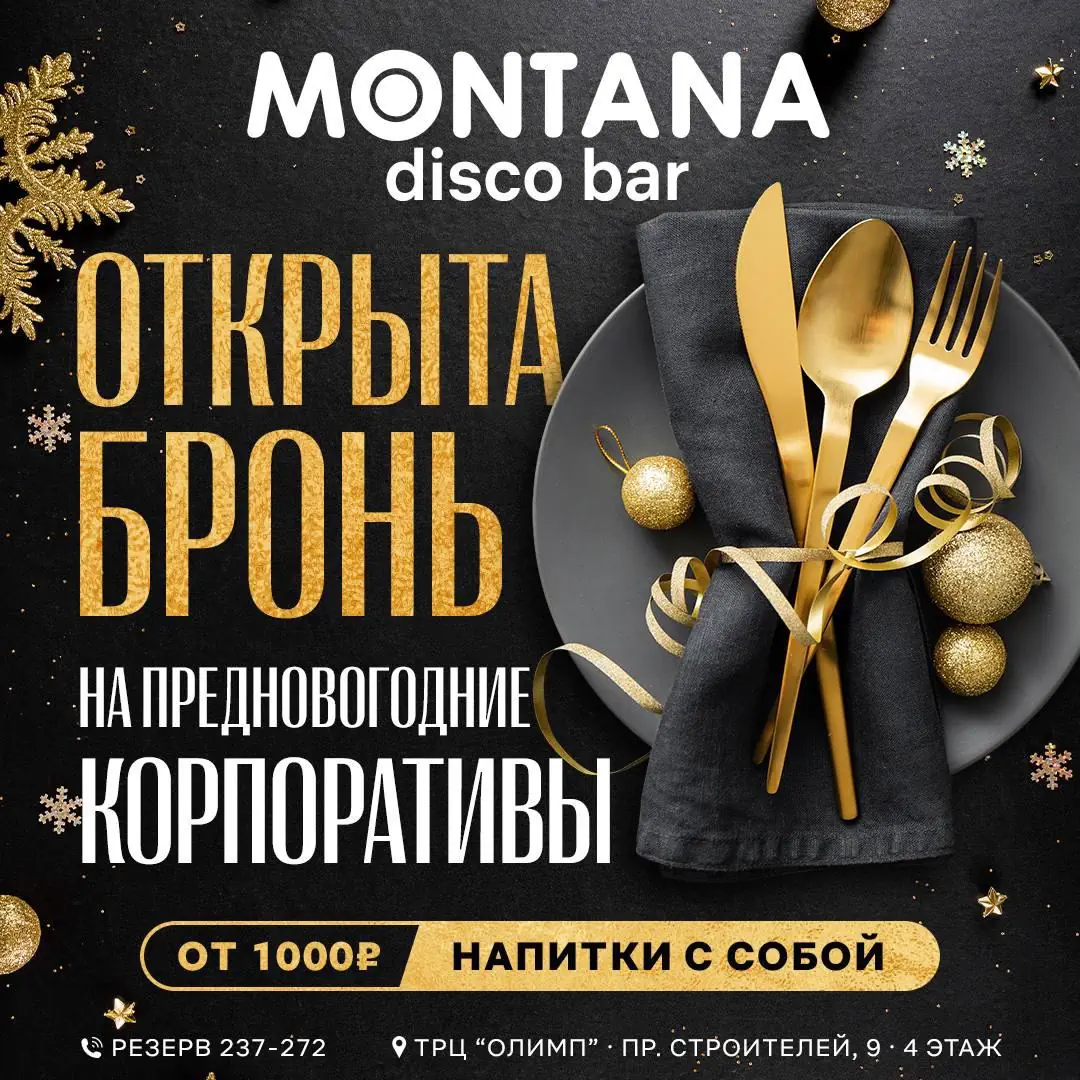 MONTANA
disco bar
ОТКРЫТА
БРОНЬ
НА ПРЕДНОВОГОДНИЕ
КОРПОРАТИВЫ
ОТ 1000₽ НАПИТКИ С СОБОЙ
РЕЗЕРВ 237-272 ТРЦ “ОЛИМП” · ПР. СТРОИТЕЛЕЙ, 9 · 4 ЭТАЖ